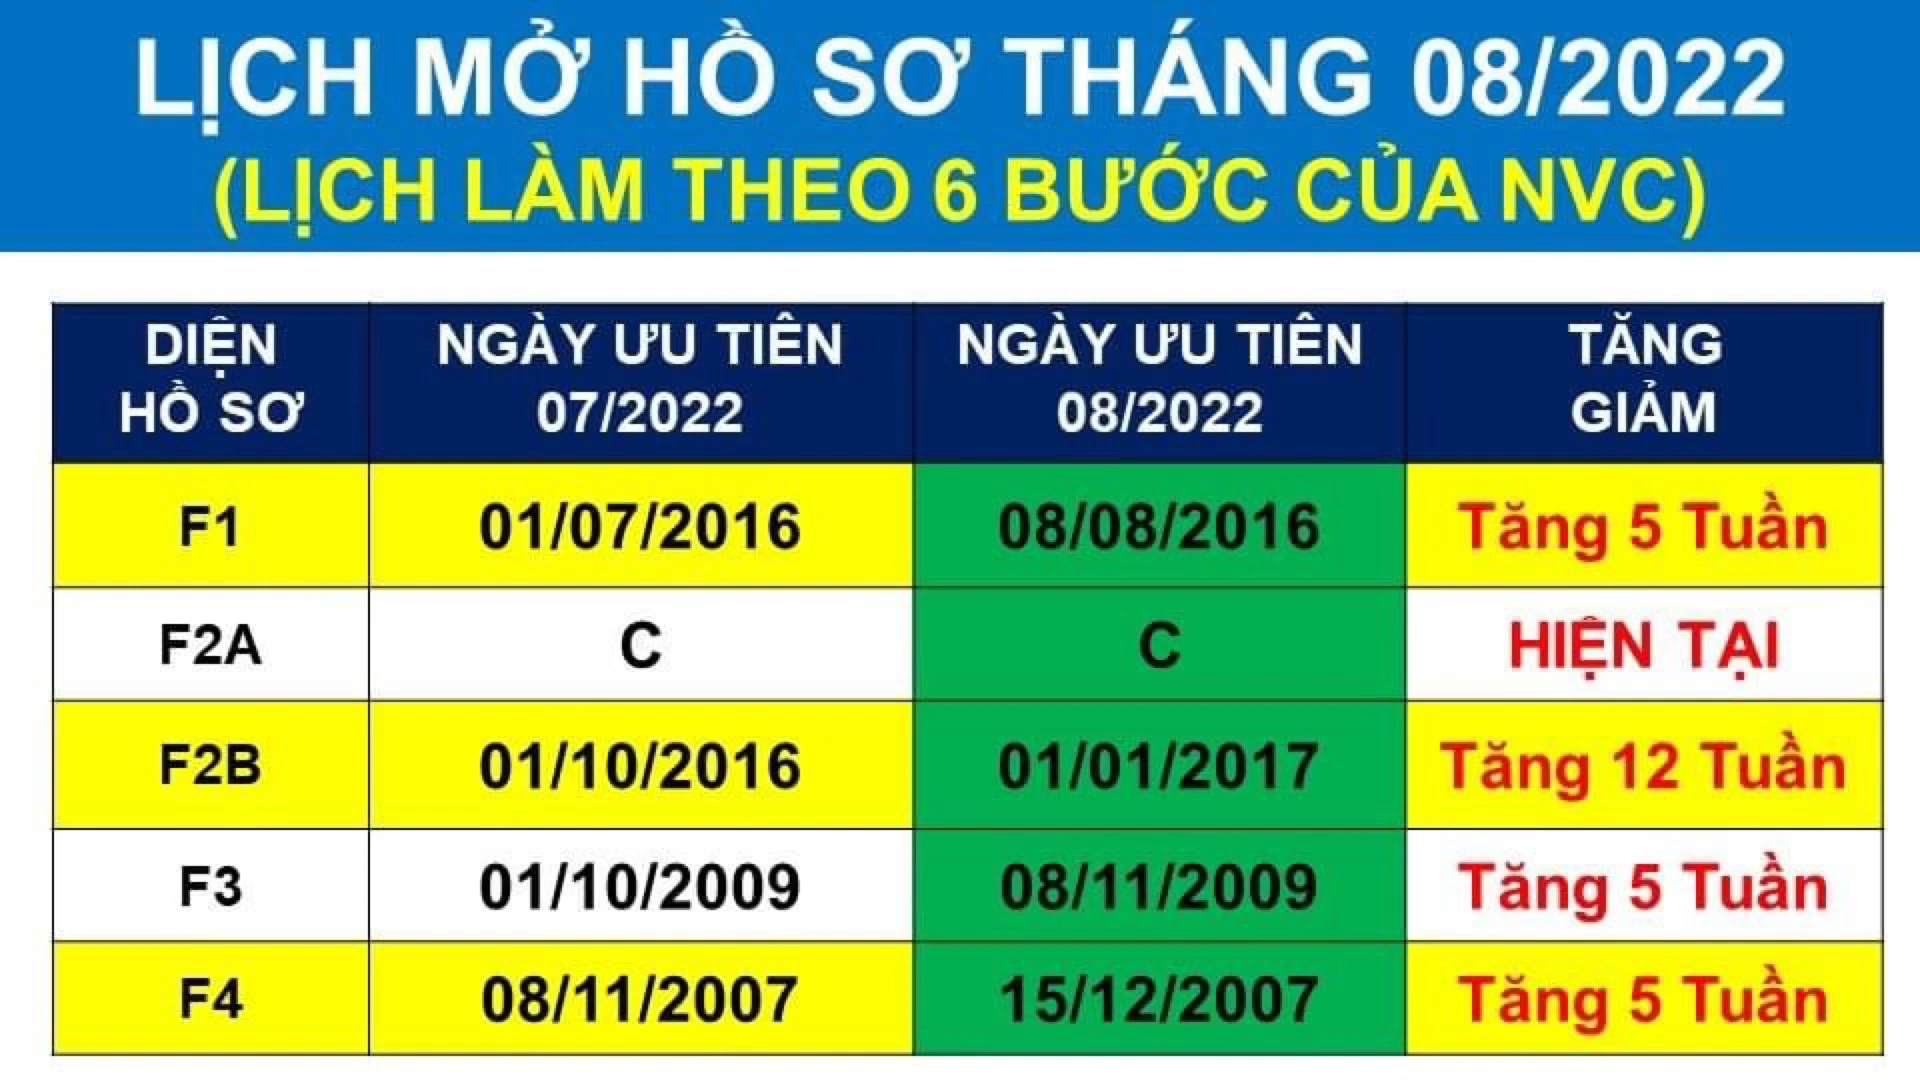 LỊCH MỞ HỒ SƠ THÁNG 08/2022
(LỊCH LÀM THEO 6 BƯỚC CỦA NVC)
DIỆN HỒ SƠ NGÀY ƯU TIÊN 07/2022 NGÀY ƯU TIÊN 08/2022 TĂNG GIẢM
F1 01/07/2016 08/08/2016 Tăng 5 Tuần
F2A C C HIỆN TẠI
F2B 01/10/2016 01/01/2017 Tăng 12 Tuần
F3 01/10/2009 08/11/2009 Tăng 5 Tuần
F4 08/11/2007 15/12/2007 Tăng 5 Tuần